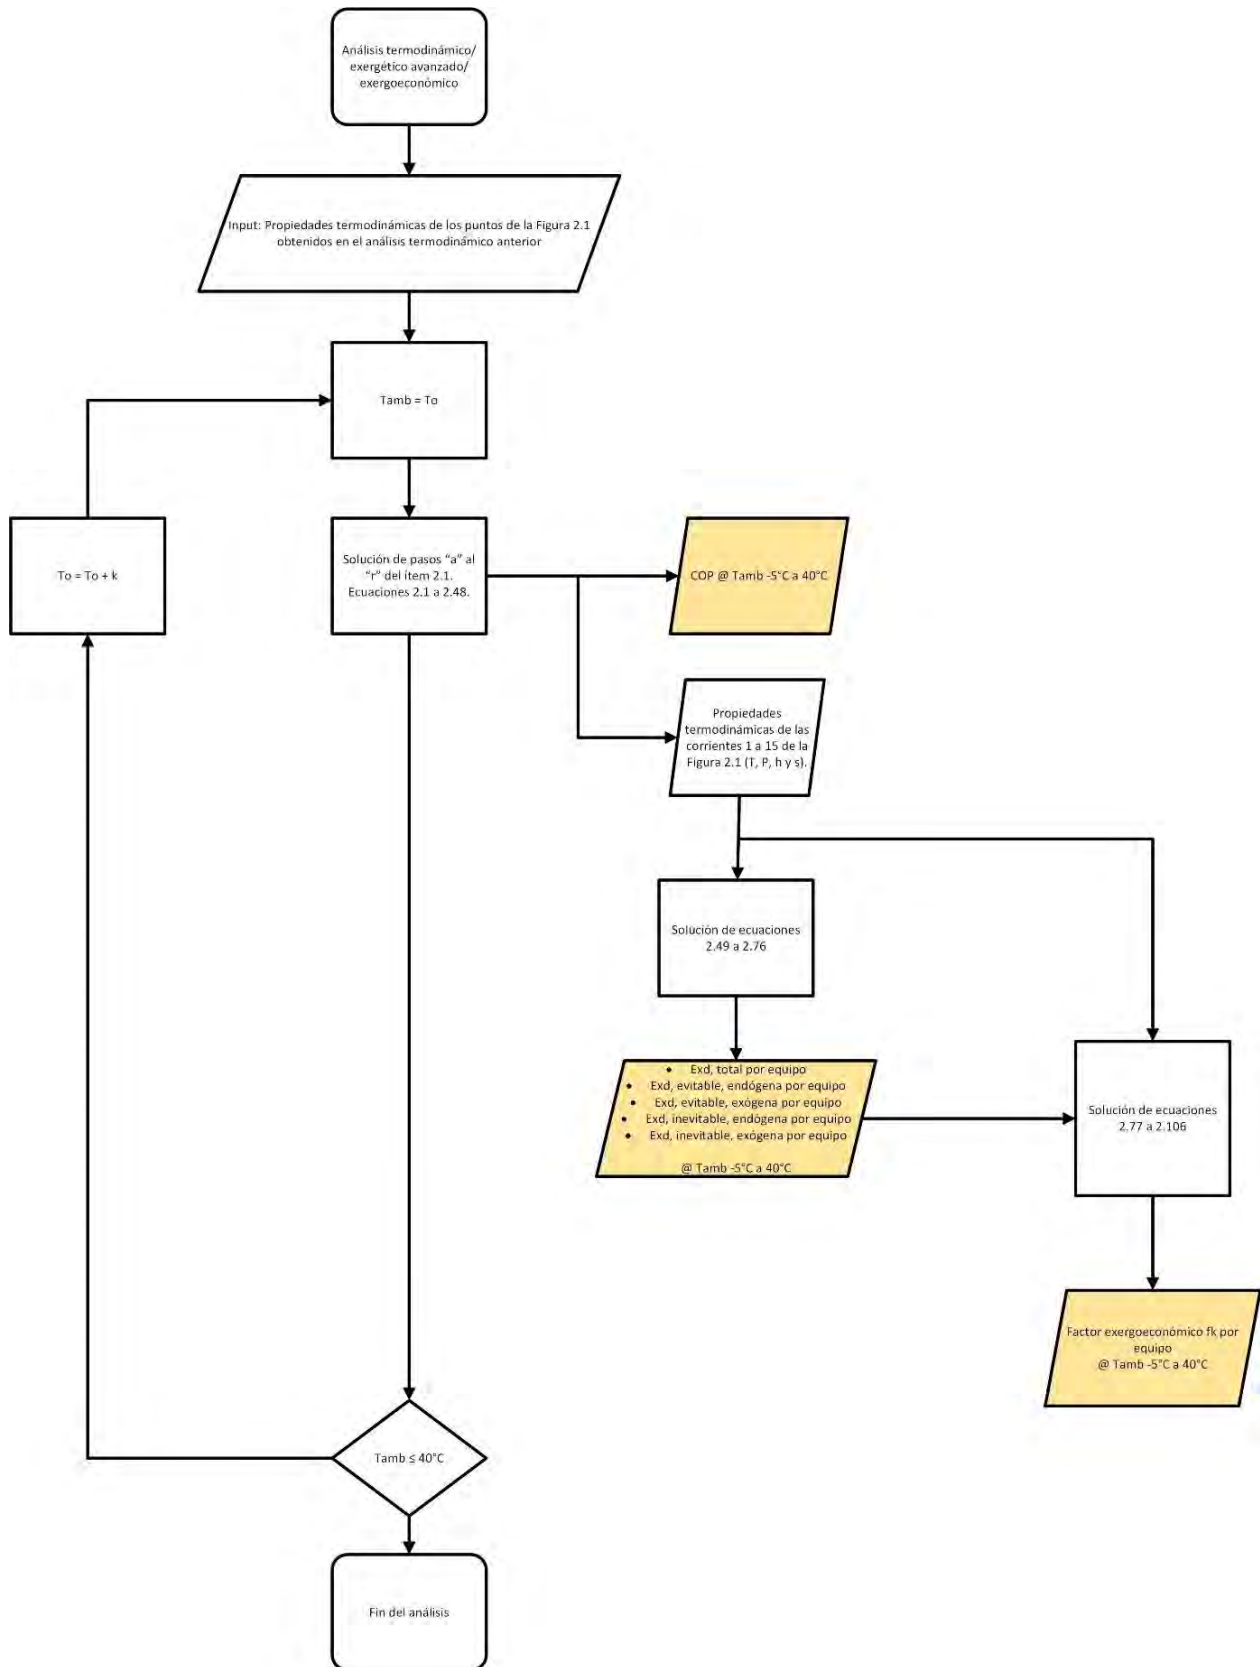 Análisis termodinámico/
exergético avanzado/
exergoeconómico
Input: Propiedades termodinámicas de los puntos de la Figura 2.1
obtenidos en el análisis termodinámico anterior
Tamb = To
To = To + k
Solución de pasos “a” al
“r” del ítem 2.1.
Ecuaciones 2.1 a 2.48.
COP @ Tamb -5°C a 40°C
Propiedades
termodinámicas de las
corrientes 1 a 15 de la
Figura 2.1 (T, P, h y s).
Solución de ecuaciones
2.49 a 2.76
• Exd, total por equipo
• Exd, evitable, endógena por equipo
• Exd, evitable, exógena por equipo
• Exd, inevitable, endógena por equipo
• Exd, inevitable, exógena por equipo
@ Tamb -5°C a 40°C
Solución de ecuaciones
2.77 a 2.106
Factor exergoeconómico fk por
equipo
@ Tamb -5°C a 40°C
Tamb ≤ 40°C
Fin del análisis